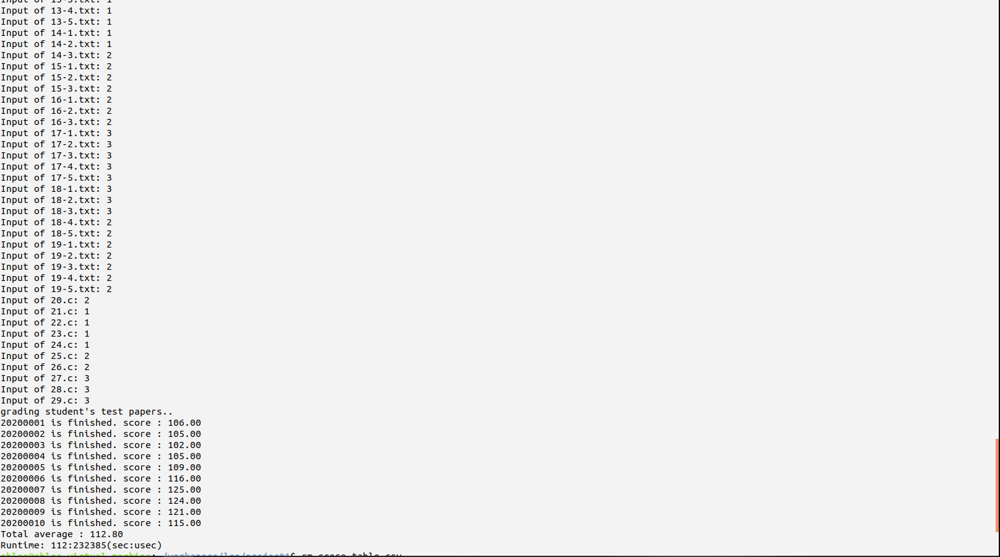 Input of 13-3.txt: 1
Input of 13-4.txt: 1
Input of 13-5.txt: 1
Input of 14-1.txt: 1
Input of 14-2.txt: 1
Input of 14-3.txt: 2
Input of 15-1.txt: 2
Input of 15-2.txt: 2
Input of 15-3.txt: 2
Input of 16-1.txt: 2
Input of 16-2.txt: 2
Input of 16-3.txt: 2
Input of 17-1.txt: 3
Input of 17-2.txt: 3
Input of 17-3.txt: 3
Input of 17-4.txt: 3
Input of 17-5.txt: 3
Input of 18-1.txt: 3
Input of 18-2.txt: 3
Input of 18-3.txt: 3
Input of 18-4.txt: 2
Input of 18-5.txt: 2
Input of 19-1.txt: 2
Input of 19-2.txt: 2
Input of 19-3.txt: 2
Input of 19-4.txt: 2
Input of 19-5.txt: 2
Input of 20.c: 2
Input of 21.c: 1
Input of 22.c: 1
Input of 23.c: 1
Input of 24.c: 1
Input of 25.c: 2
Input of 26.c: 2
Input of 27.c: 3
Input of 28.c: 3
Input of 29.c: 3
grading student's test papers..
20200001 is finished. score : 106.00
20200002 is finished. score : 105.00
20200003 is finished. score : 102.00
20200004 is finished. score : 105.00
20200005 is finished. score : 109.00
20200006 is finished. score : 116.00
20200007 is finished. score : 125.00
20200008 is finished. score : 124.00
20200009 is finished. score : 121.00
20200010 is finished. score : 115.00
Total average : 112.80
Runtime: 112:232385(sec:usec)
$ rm score_table.csv